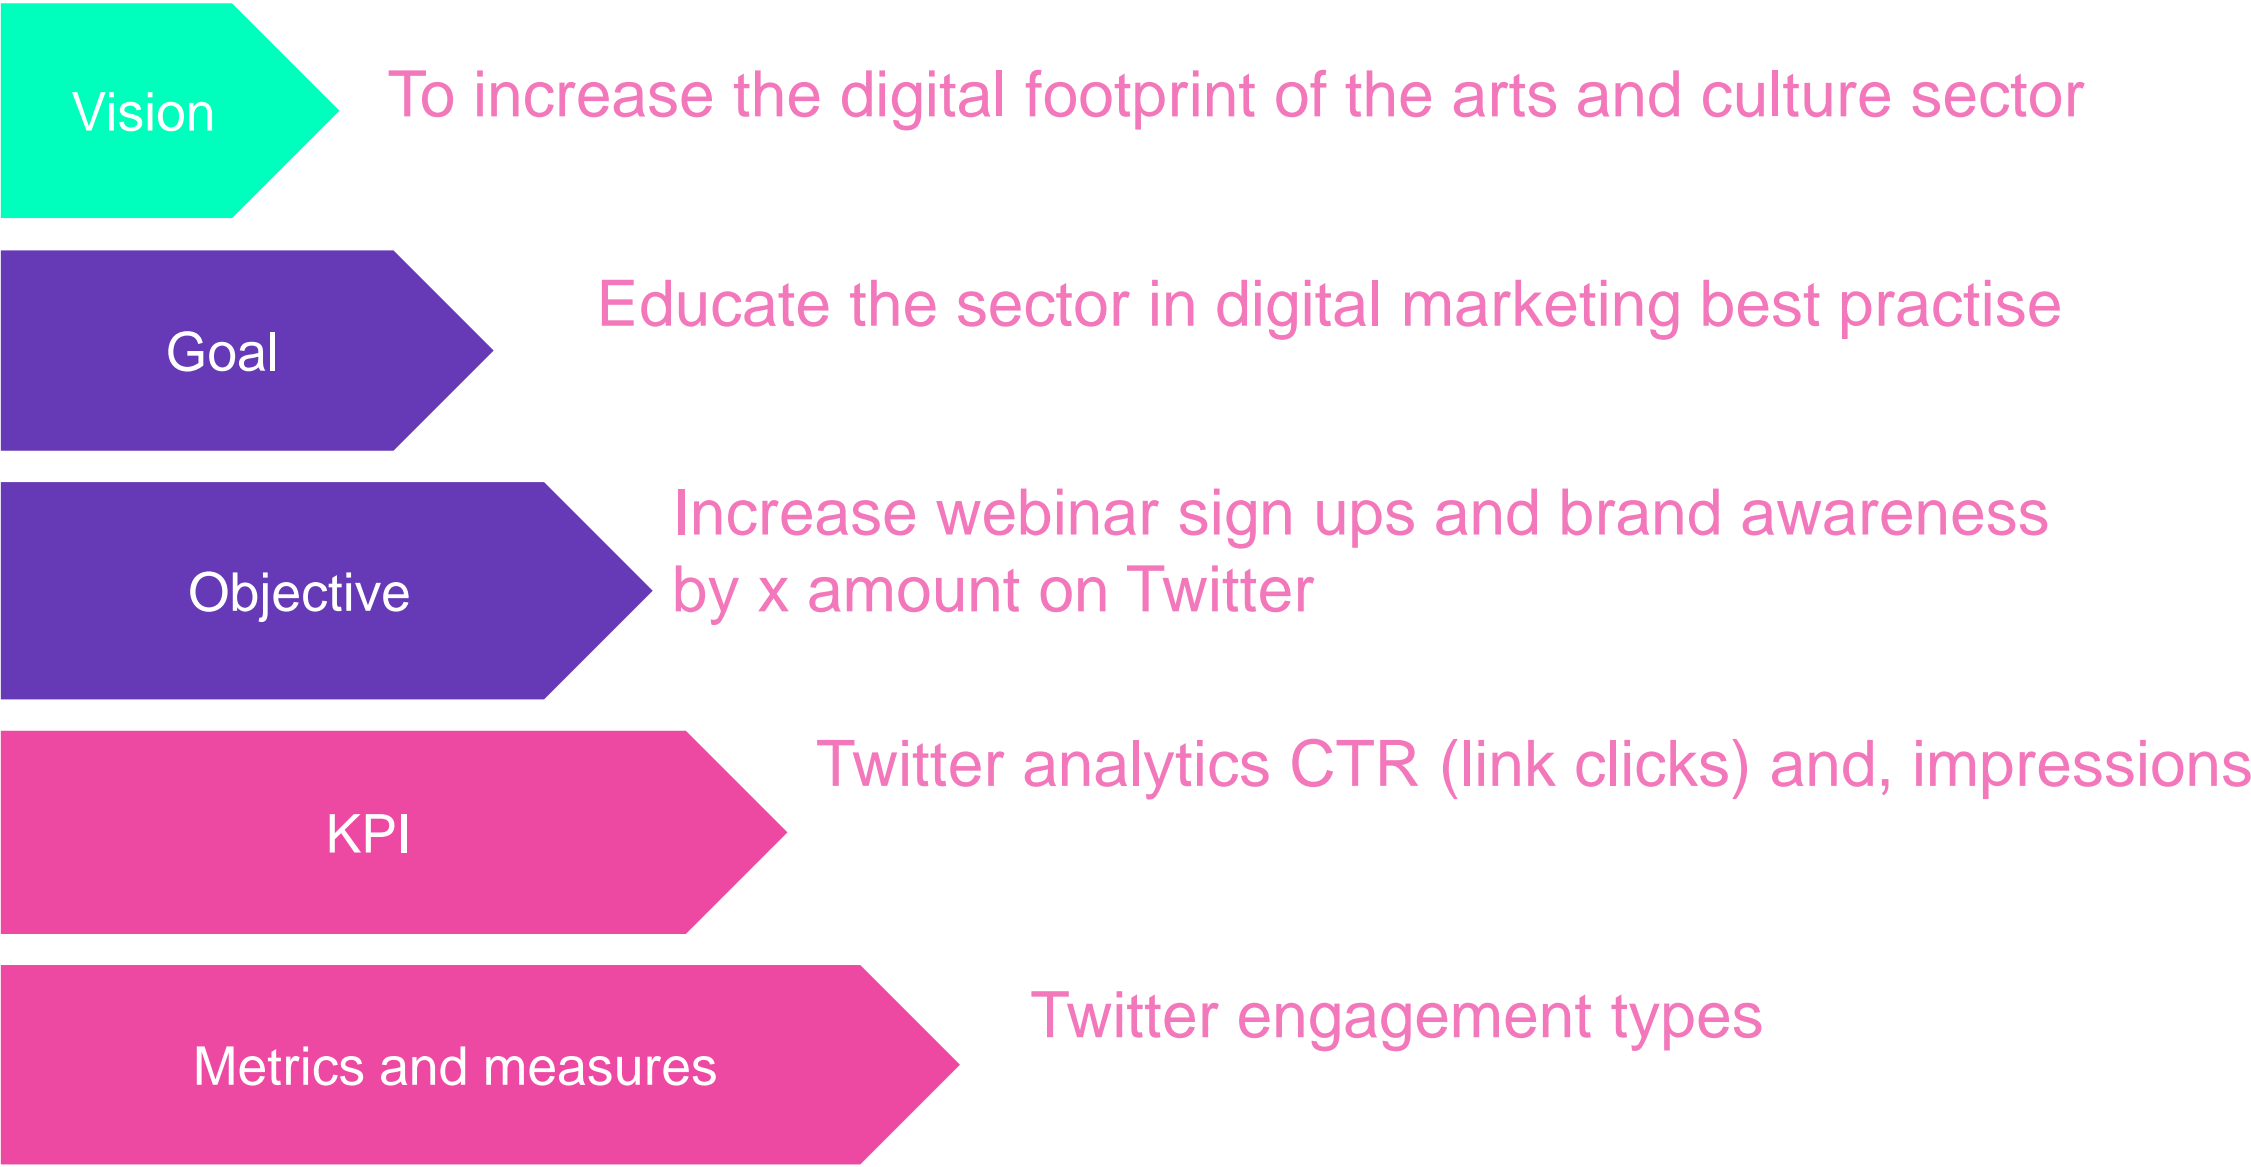 Vision
To increase the digital footprint of the arts and culture sector
Goal
Educate the sector in digital marketing best practise
Objective
Increase webinar sign ups and brand awareness
by x amount on Twitter
KPI
Twitter analytics CTR (link clicks) and, impressions
Metrics and measures
Twitter engagement types